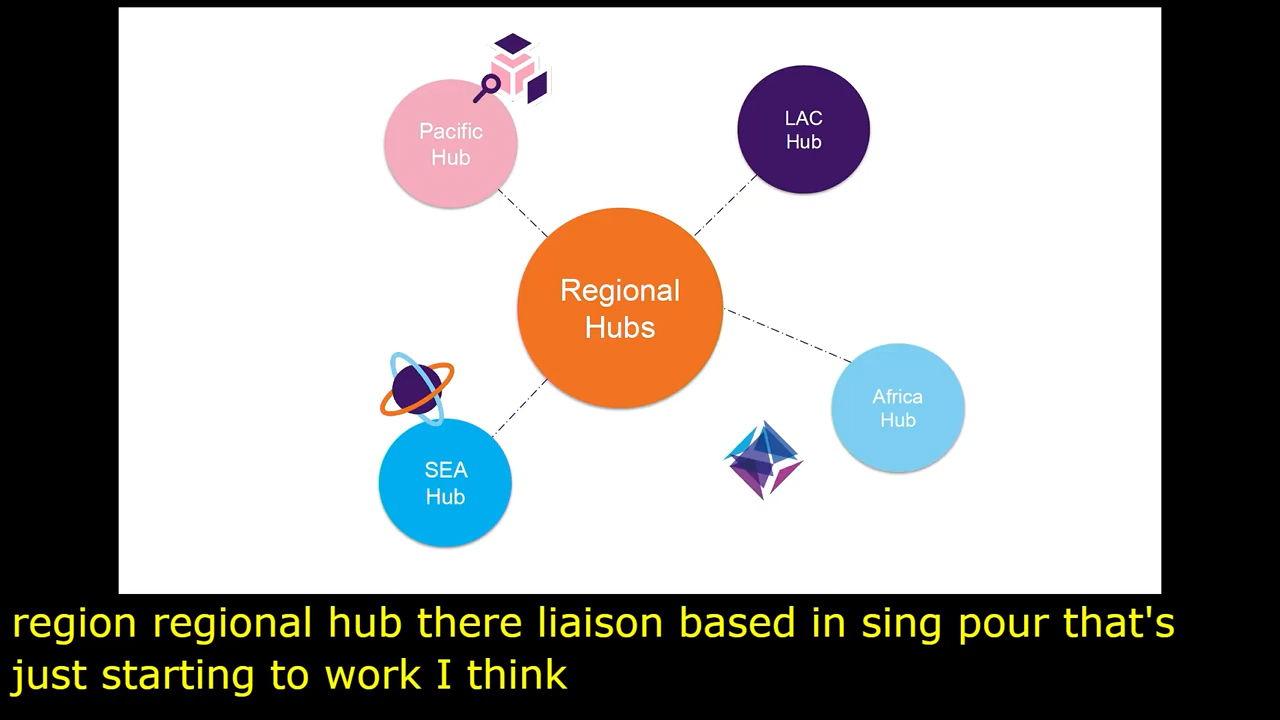 Pacific
Hub
LAC
Hub
Regional
Hubs
Africa
Hub
SEA
Hub
region regional hub there liaison based in sing pour that's
just starting to work I think